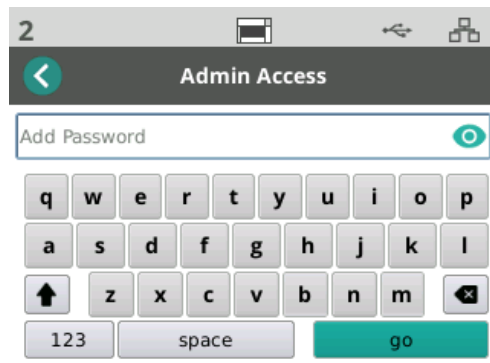 2
Admin Access
Add Password
q w e r t y u i o p
a s d f g h j k l
z x c v b n m
123 space go